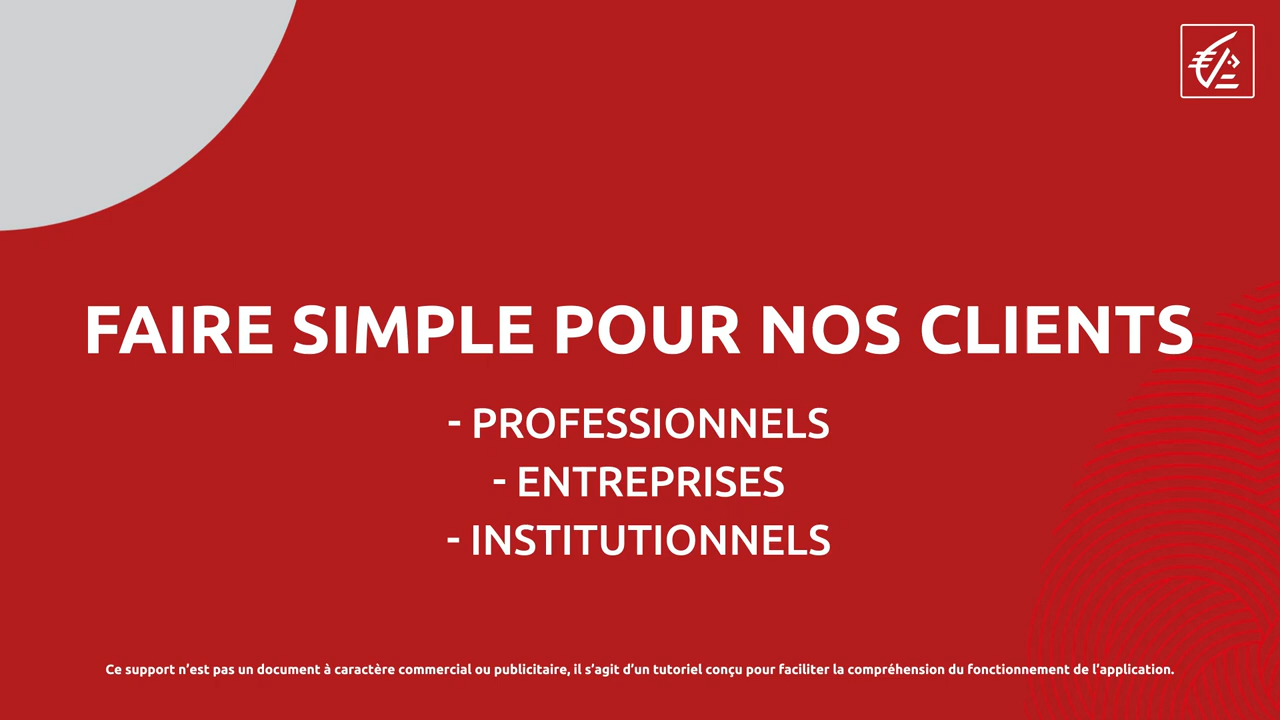 FAIRE SIMPLE POUR NOS CLIENTS
- PROFESSIONNELS
- ENTREPRISES
- INSTITUTIONNELS
Ce support n’est pas un document à caractère commercial ou publicitaire, il s’agit d’un tutoriel conçu pour faciliter la compréhension du fonctionnement de l’application.